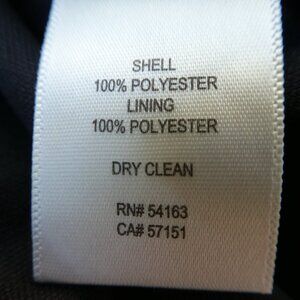 SHELL
100% POLYESTER
LINING
100% POLYESTER
DRY CLEAN
RN# 54163
CA# 57151